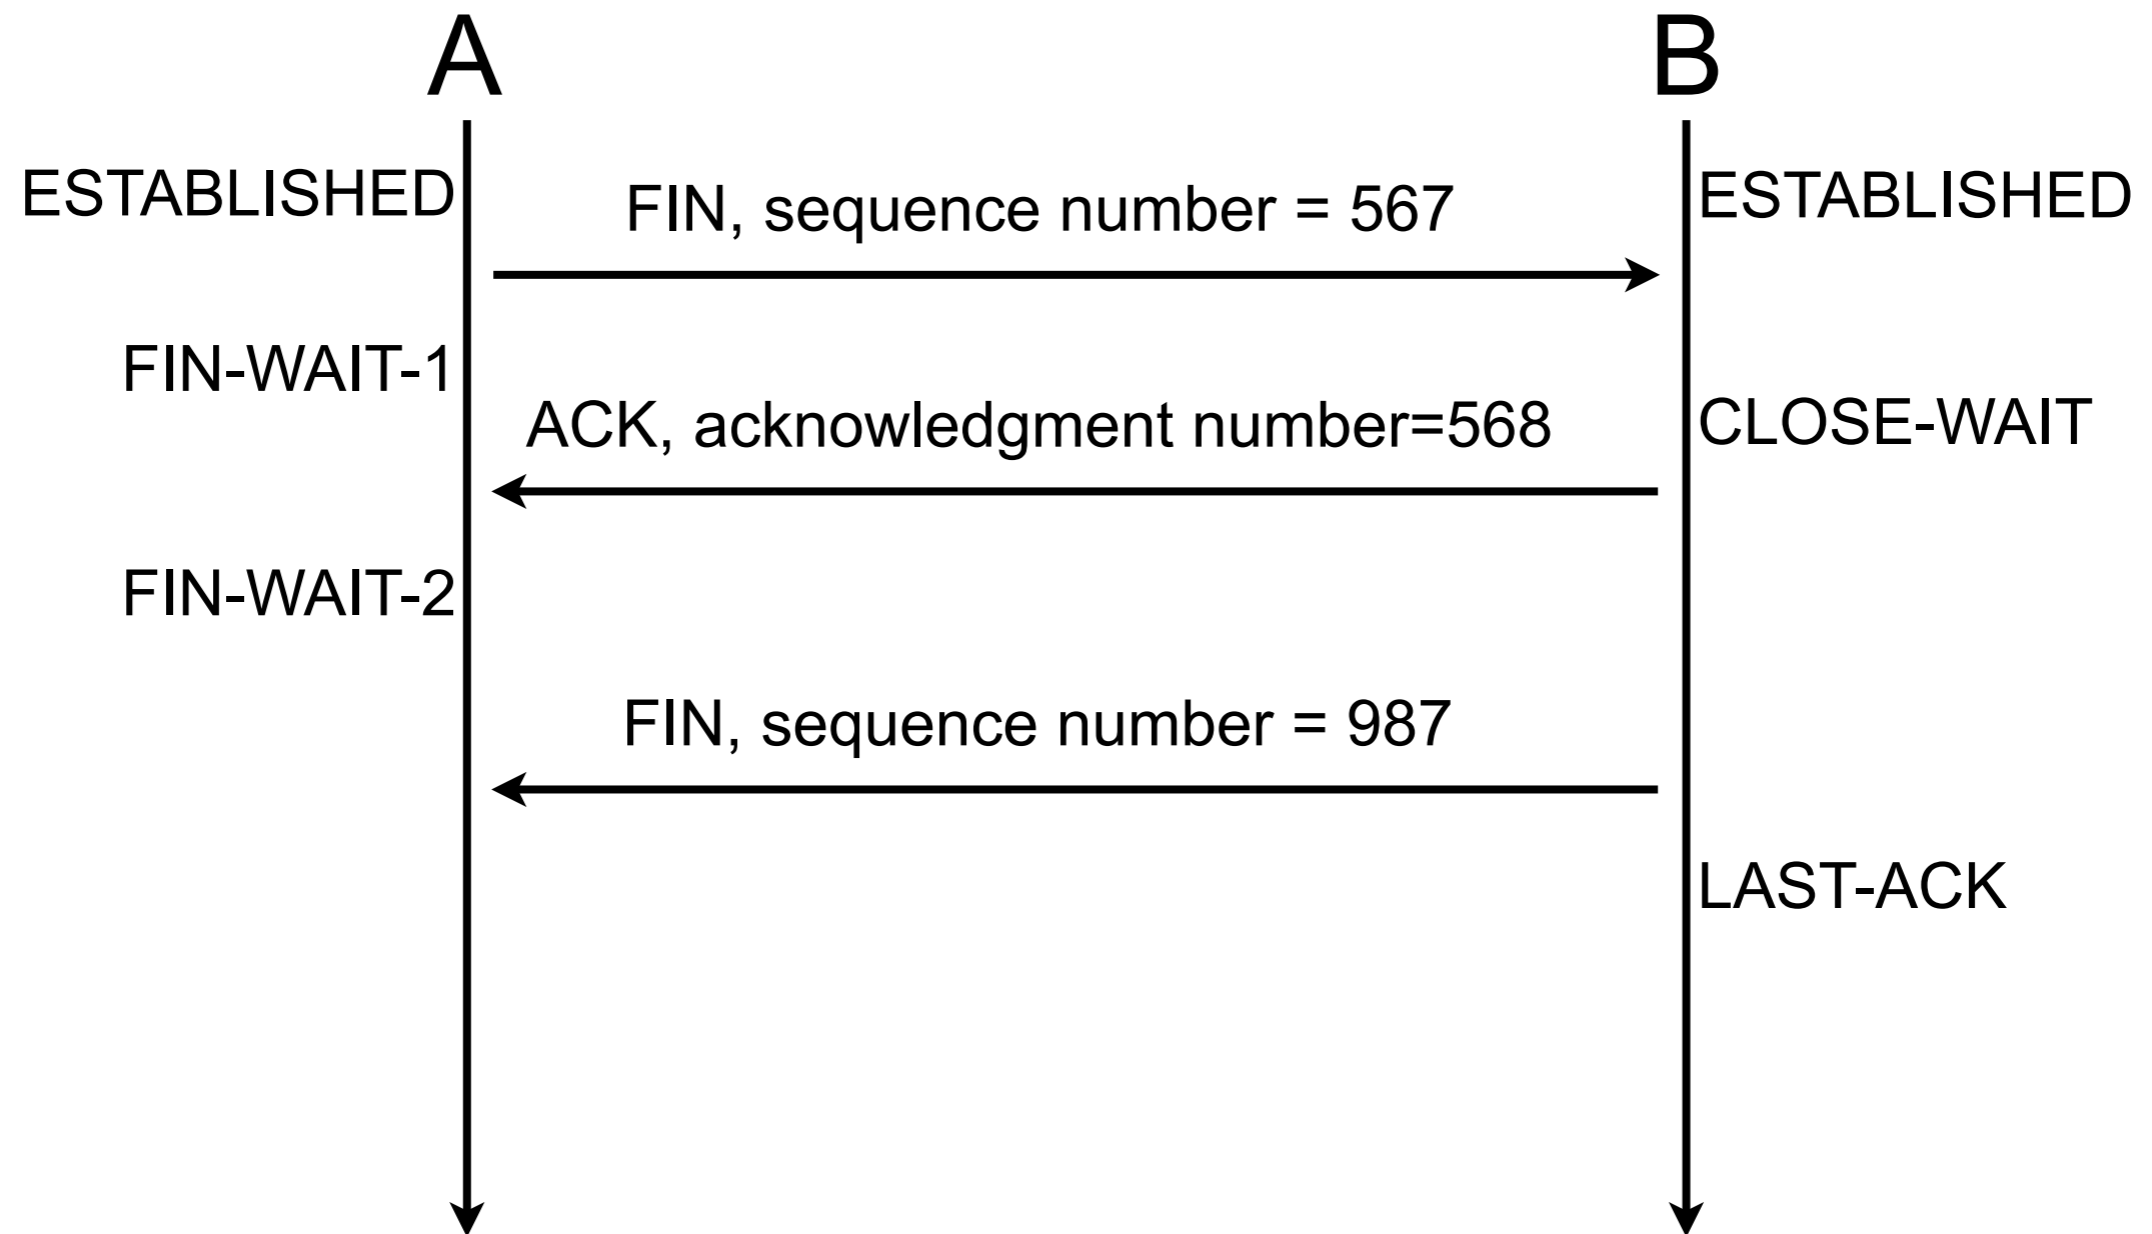 A
B
ESTABLISHED
FIN, sequence number = 567
ESTABLISHED
FIN-WAIT-1
ACK, acknowledgment number=568
CLOSE-WAIT
FIN-WAIT-2
FIN, sequence number = 987
LAST-ACK